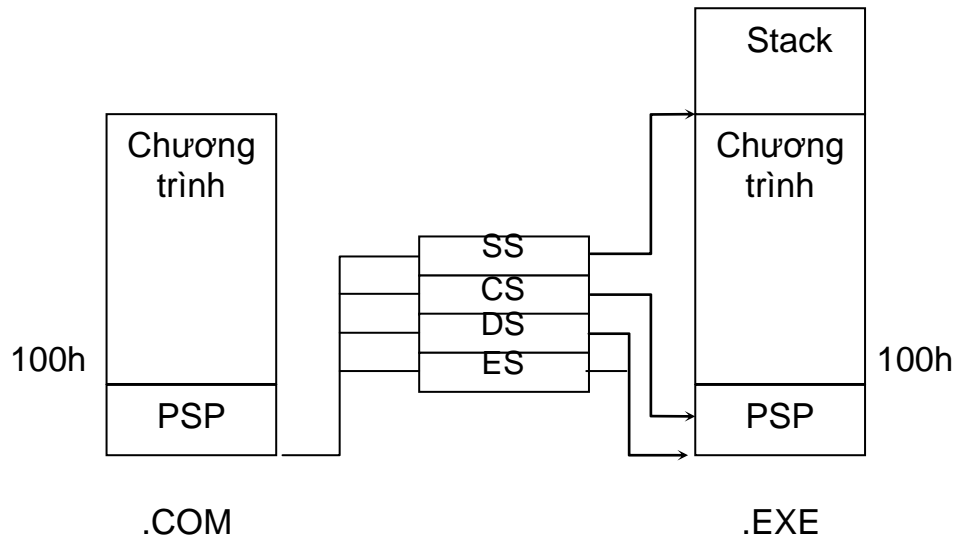 Stack
Chương
trình
Chương
trình
SS
CS
DS
ES
100h
100h
PSP
PSP
.COM
.EXE